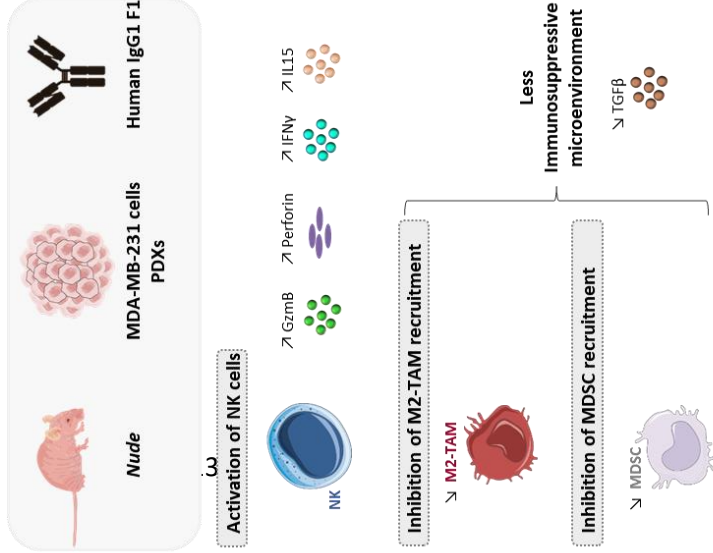 Nude
MDA-MB-231 cells
PDXs
Human IgG1 F1
3
Activation of NK cells
NK
↗ GzmB
↗ Perforin
↗ IFNγ
↗ IL15
Inhibition of M2-TAM recruitment
↘ M2-TAM
Inhibition of MDSC recruitment
↘ MDSC
Less
Immunosuppressive
microenvironment
↘ TGFβ